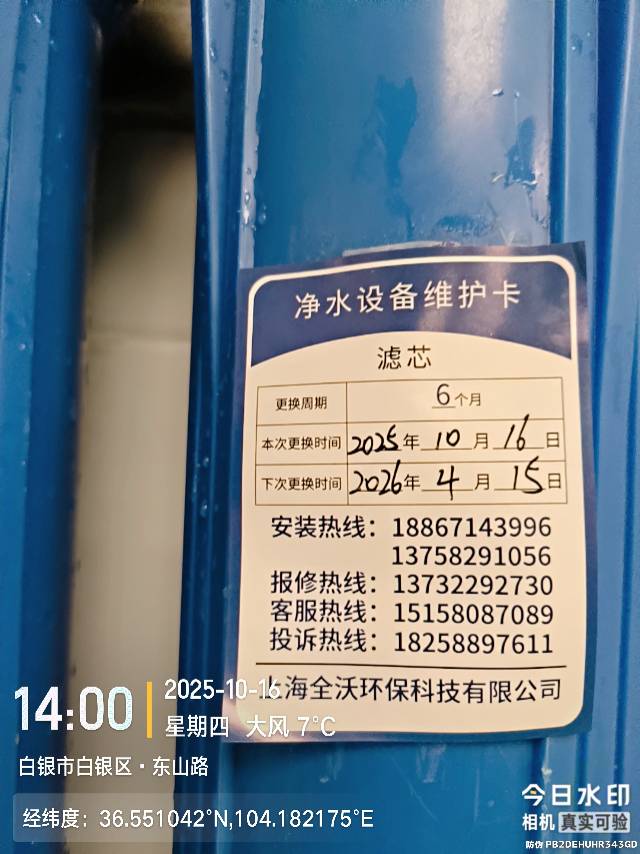 净水设备维护卡
滤芯
更换周期 6个月
本次更换时间 2025年 10 月 16 日
下次更换时间 2026年 4 月 15 日
安装热线：18867143996
13758291056
报修热线：13732292730
客服热线：15158087089
投诉热线：18258897611
上海全沃环保科技有限公司
14:00
2025-10-16
星期四 大风 7℃
白银市白银区·东山路
经纬度：36.551042°N,104.182175°E
今日水印
相机 真实可验
防伪 PB2DEHUHR343GD